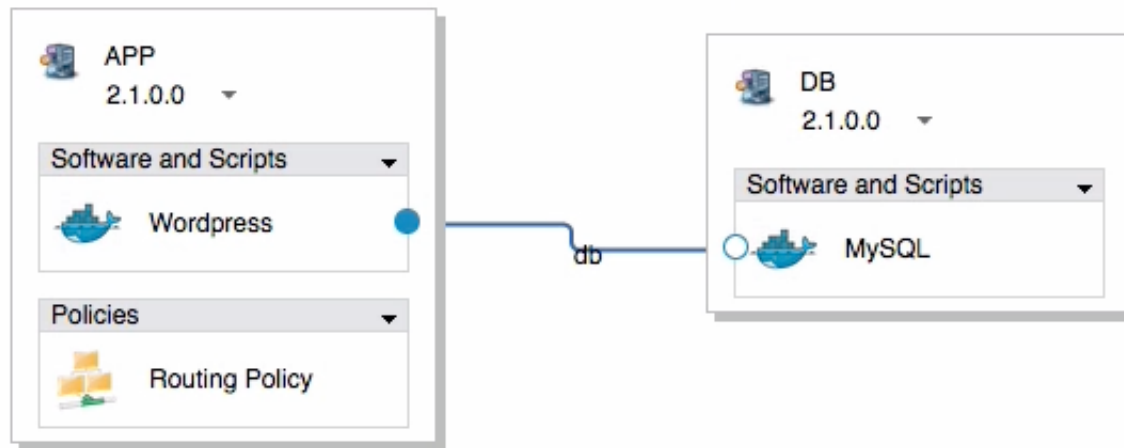 APP
2.1.0.0
Software and Scripts
Wordpress
Policies
Routing Policy
db
DB
2.1.0.0
Software and Scripts
MySQL